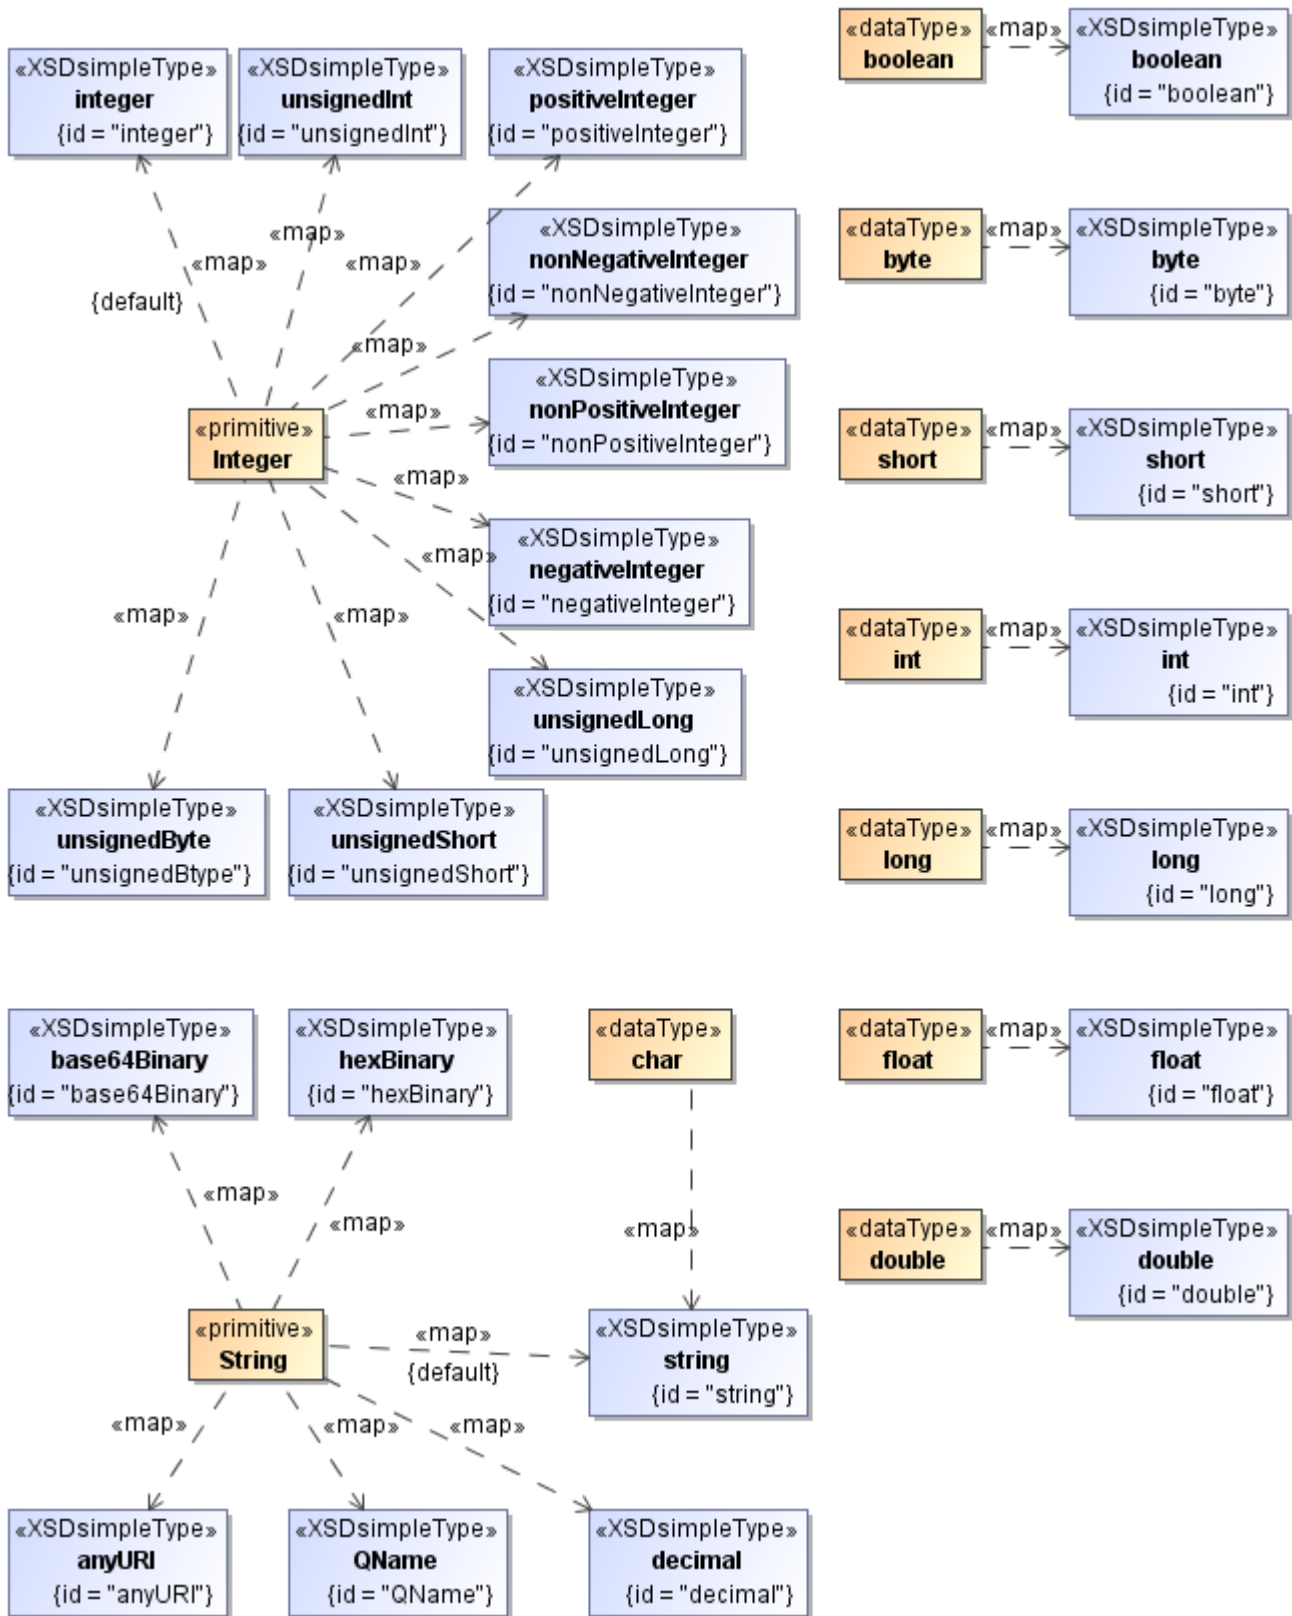 «XSDsimpleType»
integer
{id = "integer"}
«XSDsimpleType»
unsignedInt
{id = "unsignedInt"}
«XSDsimpleType»
positiveInteger
{id = "positiveInteger"}
«dataType»
boolean
«map»
«XSDsimpleType»
boolean
{id = "boolean"}
«map»
«map»
«map»
{default}
«XSDsimpleType»
nonNegativeInteger
{id = "nonNegativeInteger"}
«dataType»
byte
«map»
«XSDsimpleType»
byte
{id = "byte"}
«map»
«XSDsimpleType»
nonPositiveInteger
{id = "nonPositiveInteger"}
«primitive»
Integer
«map»
«map»
«dataType»
short
«map»
«XSDsimpleType»
short
{id = "short"}
«map»
«XSDsimpleType»
negativeInteger
{id = "negativeInteger"}
«map»
«map»
«dataType»
int
«map»
«XSDsimpleType»
int
{id = "int"}
«XSDsimpleType»
unsignedLong
{id = "unsignedLong"}
«XSDsimpleType»
unsignedByte
{id = "unsignedBtype"}
«XSDsimpleType»
unsignedShort
{id = "unsignedShort"}
«dataType»
long
«map»
«XSDsimpleType»
long
{id = "long"}
«XSDsimpleType»
base64Binary
{id = "base64Binary"}
«XSDsimpleType»
hexBinary
{id = "hexBinary"}
«dataType»
char
«dataType»
float
«map»
«XSDsimpleType»
float
{id = "float"}
«map»
«map»
«map»
«dataType»
double
«map»
«XSDsimpleType»
double
{id = "double"}
«primitive»
String
«map»
{default}
«XSDsimpleType»
string
{id = "string"}
«map»
«map»
«map»
«XSDsimpleType»
anyURI
{id = "anyURI"}
«XSDsimpleType»
QName
{id = "QName"}
«XSDsimpleType»
decimal
{id = "decimal"}